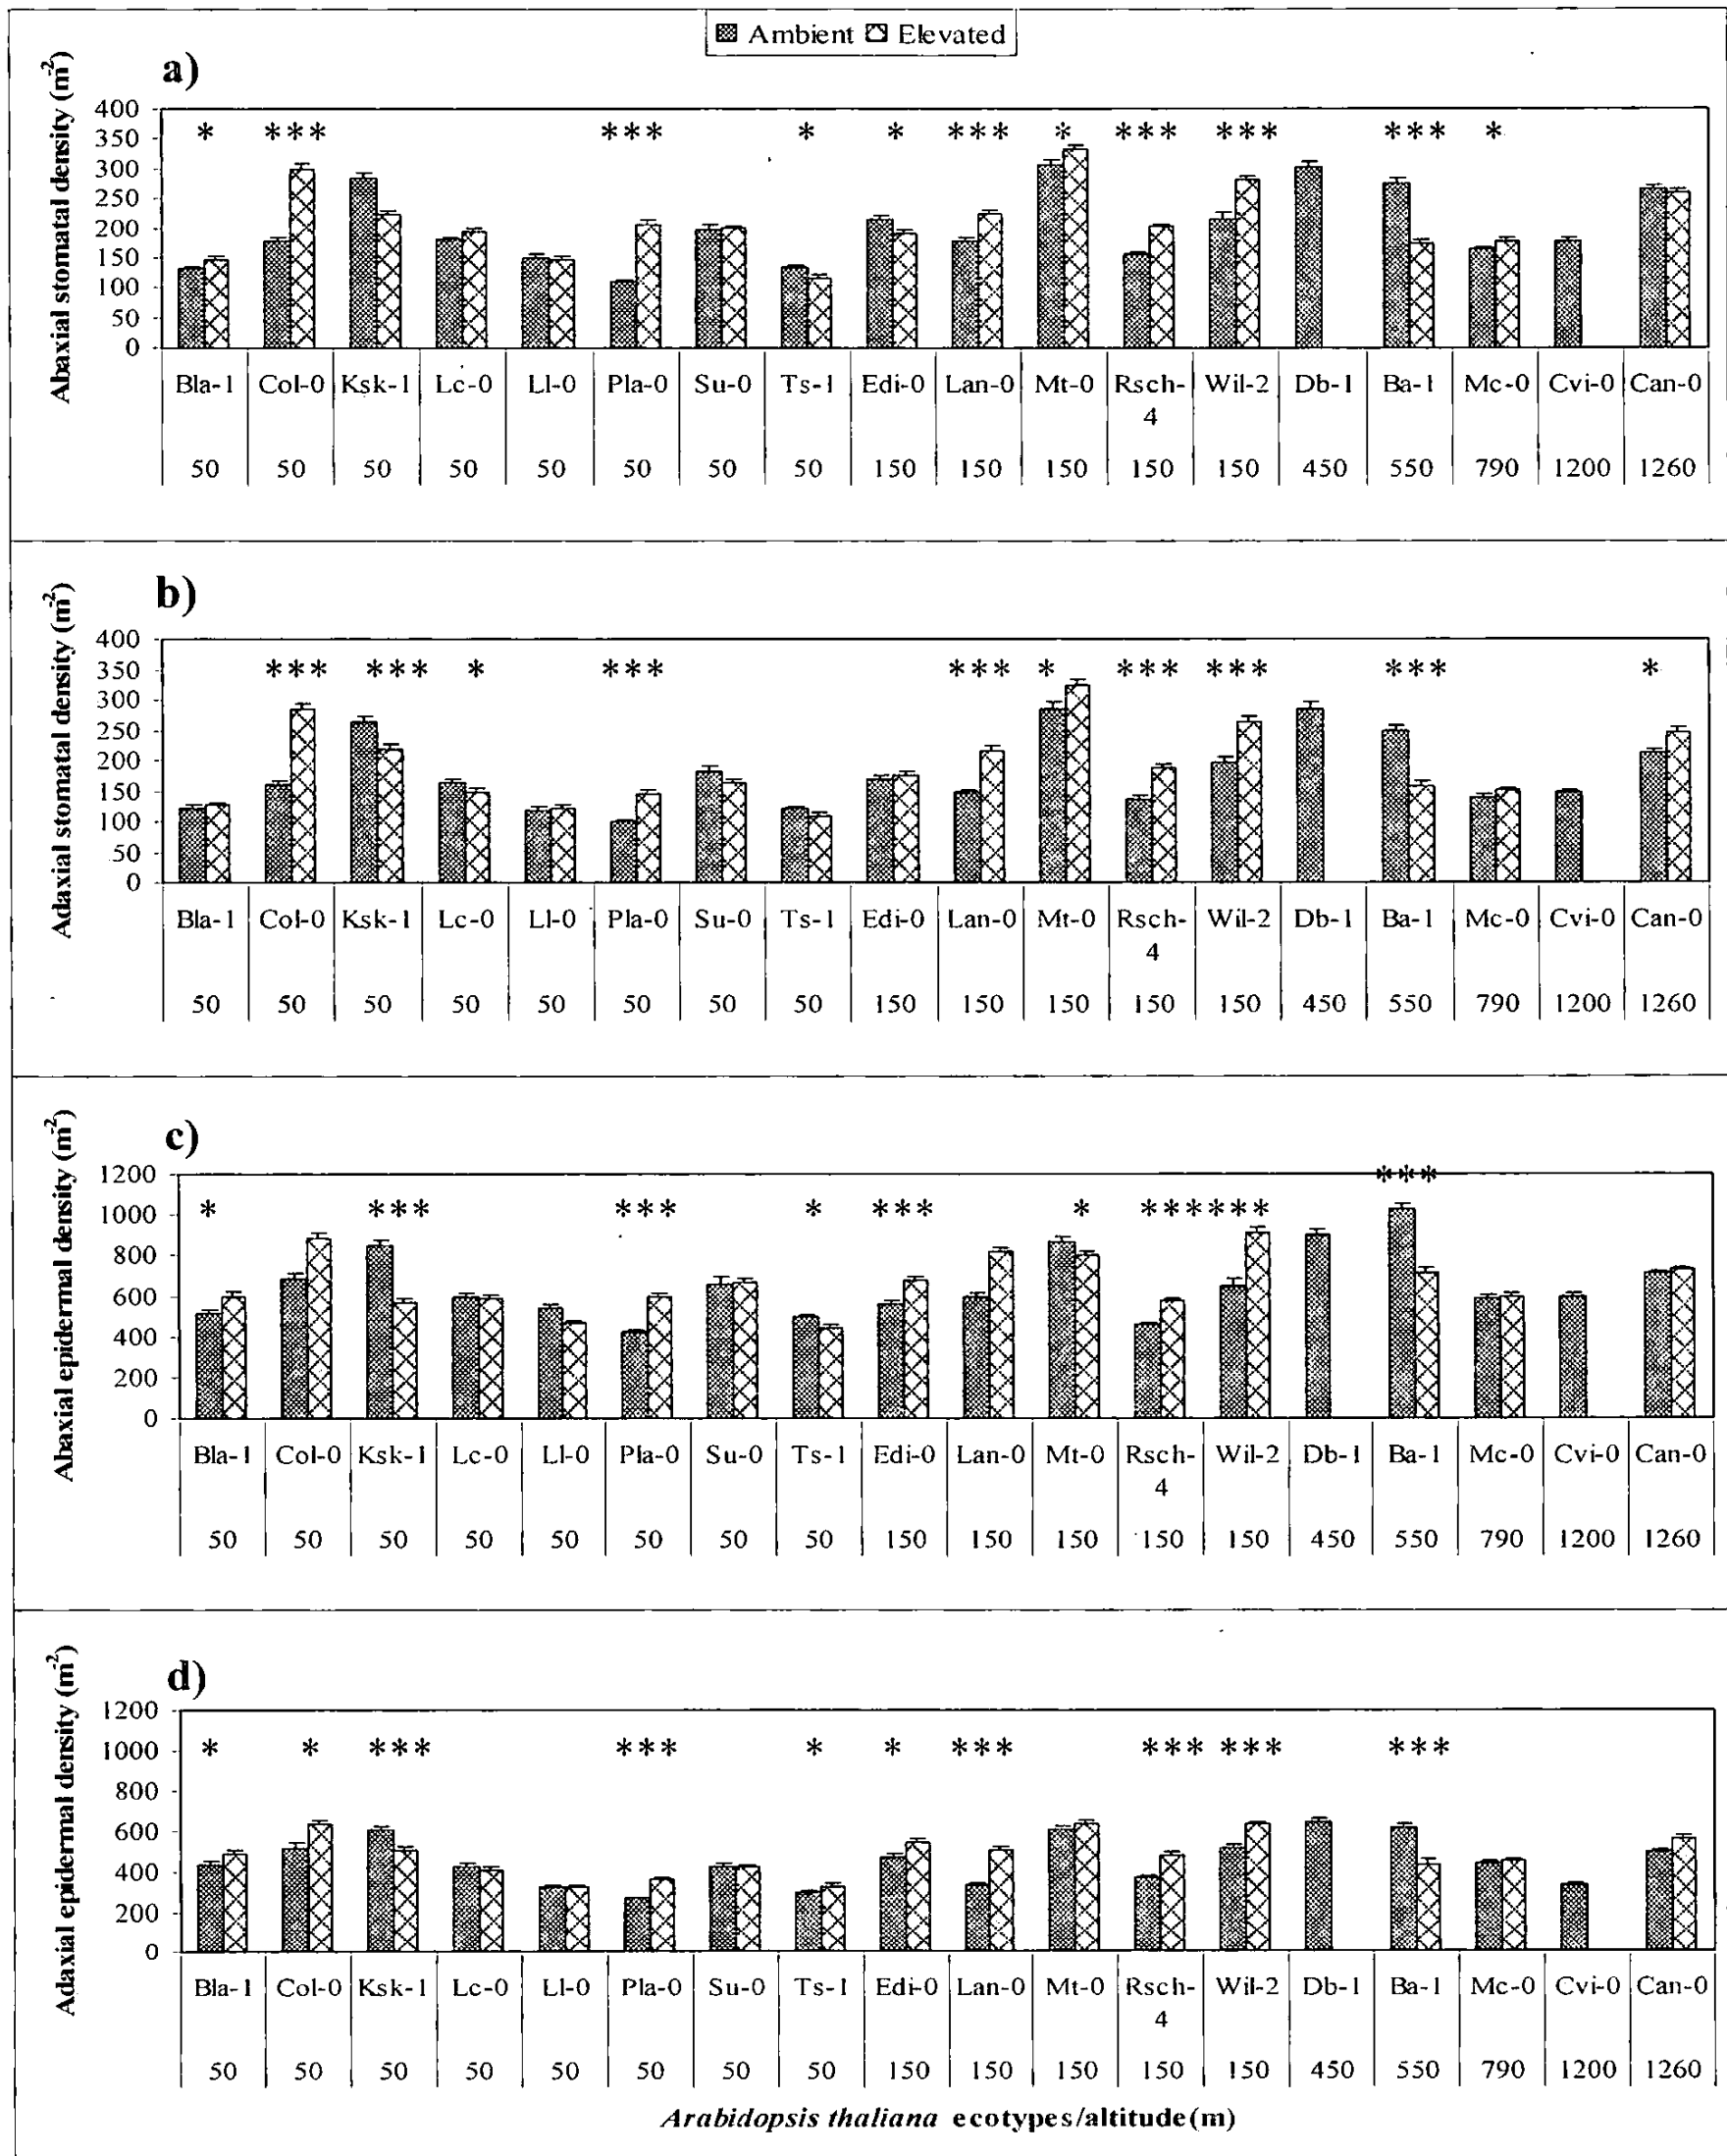 Ambient Elevated
a)
Abaxial stomatal density (m-2)
400
350
300
250
200
150
100
50
0
* *** *** * * *** * *** *** *** *
Bla-1 Col-0 Ksk-1 Lc-0 Ll-0 Pla-0 Su-0 Ts-1 Edi-0 Lan-0 Mt-0 Rsch- Wil-2 Db-1 Ba-1 Mc-0 Cvi-0 Can-0
4
50 50 50 50 50 50 50 50 150 150 150 150 150 450 550 790 1200 1260
b)
Adaxial stomatal density (m-2)
400
350
300
250
200
150
100
50
0
*** *** * *** *** * *** *** *** *
Bla-1 Col-0 Ksk-1 Lc-0 Ll-0 Pla-0 Su-0 Ts-1 Edi-0 Lan-0 Mt-0 Rsch- Wil-2 Db-1 Ba-1 Mc-0 Cvi-0 Can-0
4
50 50 50 50 50 50 50 50 150 150 150 150 150 450 550 790 1200 1260
c)
Abaxial epidermal density (m-2)
1200
1000
800
600
400
200
0
***
* *** *** * *** * *** ***
Bla-1 Col-0 Ksk-1 Lc-0 Ll-0 Pla-0 Su-0 Ts-1 Edi-0 Lan-0 Mt-0 Rsch- Wil-2 Db-1 Ba-1 Mc-0 Cvi-0 Can-0
4
50 50 50 50 50 50 50 50 150 150 150 150 150 450 550 790 1200 1260
d)
Adaxial epidermal density (m-2)
1200
1000
800
600
400
200
0
* * *** *** * * *** *** *** ***
Bla-1 Col-0 Ksk-1 Lc-0 Ll-0 Pla-0 Su-0 Ts-1 Edi-0 Lan-0 Mt-0 Rsch- Wil-2 Db-1 Ba-1 Mc-0 Cvi-0 Can-0
4
50 50 50 50 50 50 50 50 150 150 150 150 150 450 550 790 1200 1260
Arabidopsis thaliana ecotypes/altitude(m)